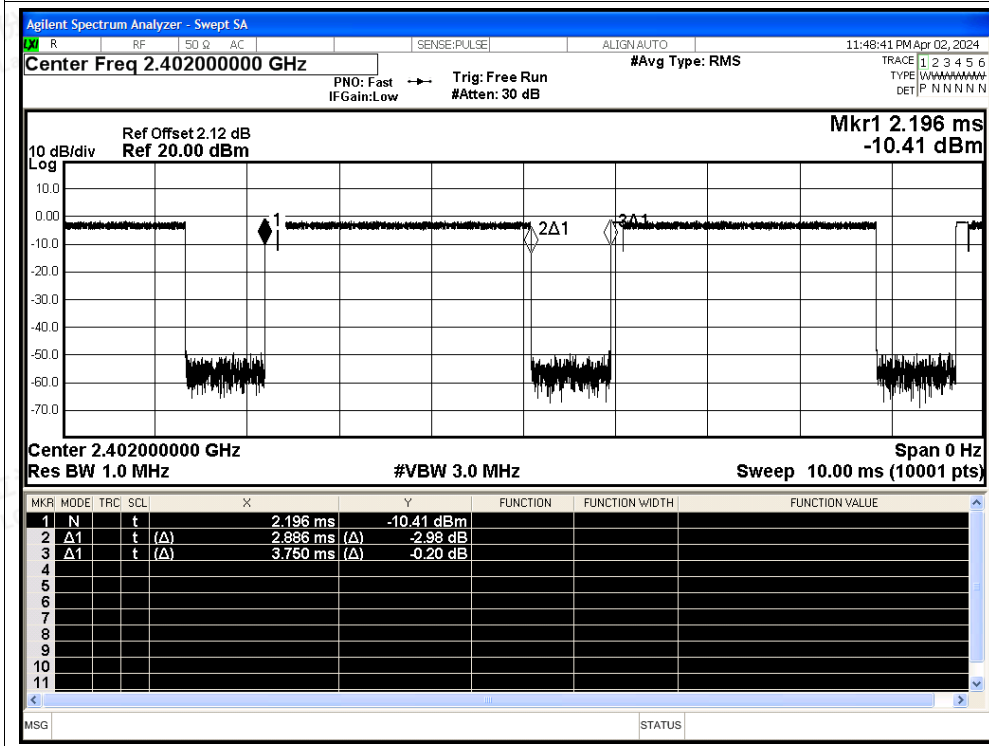 Agilent Spectrum Analyzer - Swept SA
LXI R RF 50 Ω AC SENSE:PULSE ALIGN AUTO 11:48:41 PM Apr 02, 2024
Center Freq 2.402000000 GHz #Avg Type: RMS TRACE 1 2 3 4 5 6
PNO: Fast Trig: Free Run TYPE
IFGain:Low #Atten: 30 dB DET P N N N N N
Mkr1 2.196 ms
Ref Offset 2.12 dB
10 dB/div Ref 20.00 dBm -10.41 dBm
Log
10.0
0.00
1 2Δ1 3Δ1
-10.0
-20.0
-30.0
-40.0
-50.0
-60.0
-70.0
Center 2.402000000 GHz Span 0 Hz
Res BW 1.0 MHz #VBW 3.0 MHz Sweep 10.00 ms (10001 pts)
MKR MODE TRC SCL X Y FUNCTION FUNCTION WIDTH FUNCTION VALUE
1 N t 2.196 ms -10.41 dBm
2 Δ1 t (Δ) 2.886 ms (Δ) -2.98 dB
3 Δ1 t (Δ) 3.750 ms (Δ) -0.20 dB
4
5
6
7
8
9
10
11
MSG STATUS